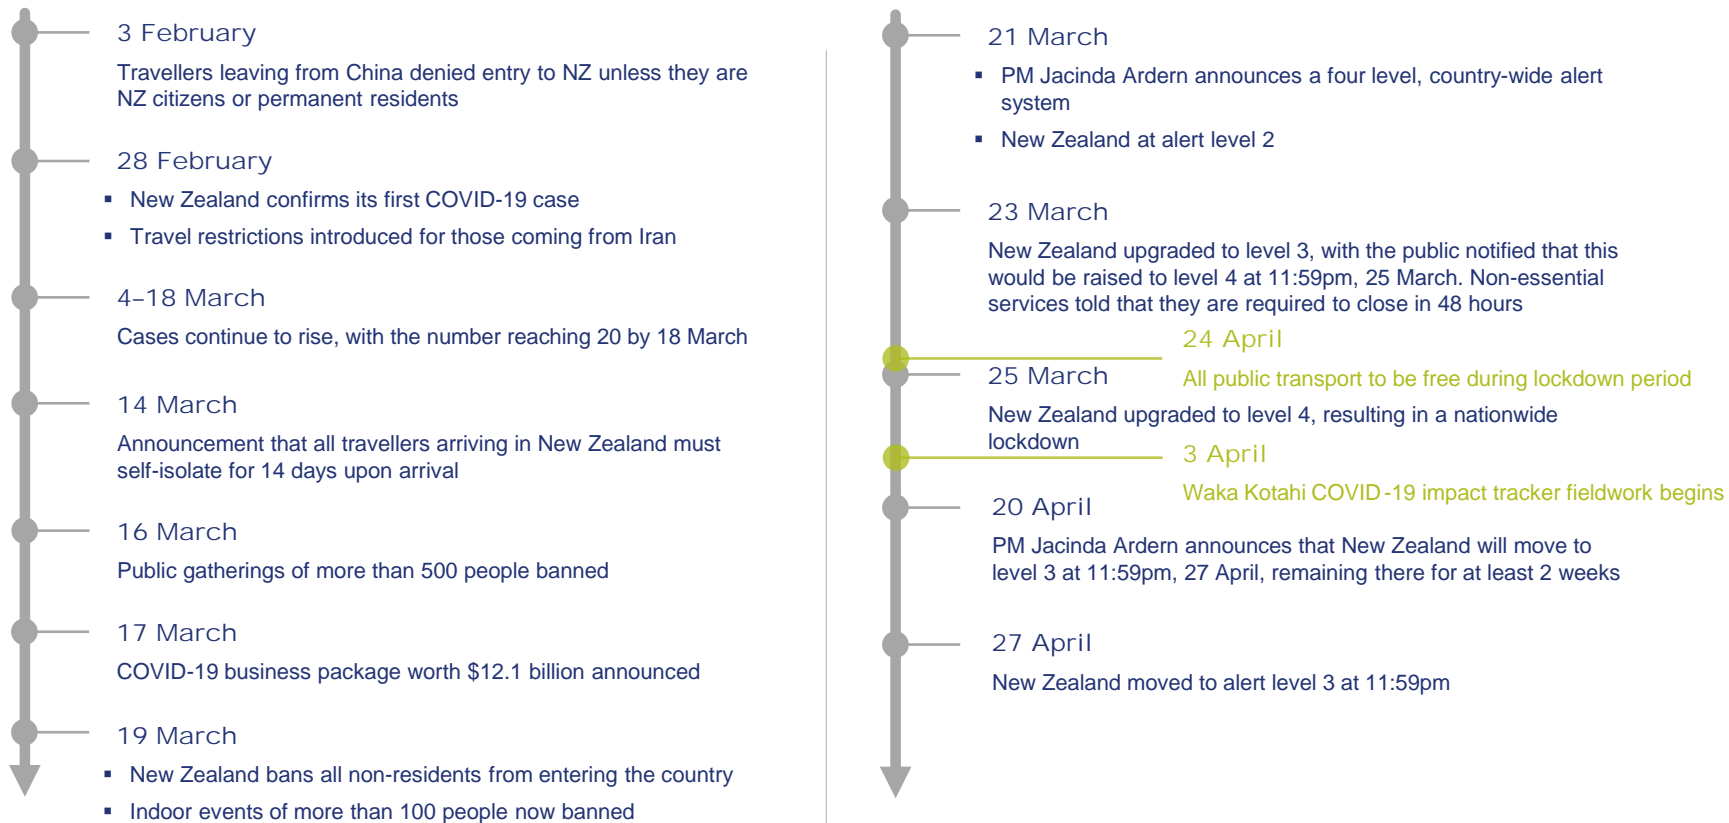 3 February
Travellers leaving from China denied entry to NZ unless they are
NZ citizens or permanent residents
28 February
▪ New Zealand confirms its first COVID-19 case
▪ Travel restrictions introduced for those coming from Iran
4–18 March
Cases continue to rise, with the number reaching 20 by 18 March
14 March
Announcement that all travellers arriving in New Zealand must
self-isolate for 14 days upon arrival
16 March
Public gatherings of more than 500 people banned
17 March
COVID-19 business package worth $12.1 billion announced
19 March
▪ New Zealand bans all non-residents from entering the country
▪ Indoor events of more than 100 people now banned
21 March
▪ PM Jacinda Ardern announces a four level, country-wide alert
system
▪ New Zealand at alert level 2
23 March
New Zealand upgraded to level 3, with the public notified that this
would be raised to level 4 at 11:59pm, 25 March. Non-essential
services told that they are required to close in 48 hours
24 April
All public transport to be free during lockdown period
25 March
New Zealand upgraded to level 4, resulting in a nationwide
lockdown
3 April
Waka Kotahi COVID-19 impact tracker fieldwork begins
20 April
PM Jacinda Ardern announces that New Zealand will move to
level 3 at 11:59pm, 27 April, remaining there for at least 2 weeks
27 April
New Zealand moved to alert level 3 at 11:59pm